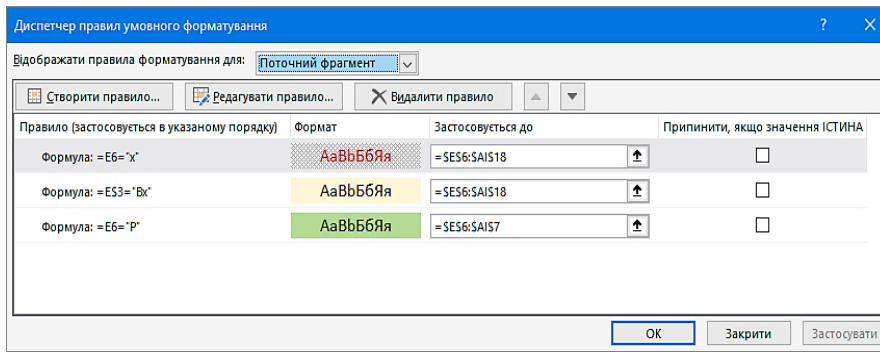 Диспетчер правил умовного форматування
Відображати правила форматування для: Поточний фрагмент
Створити правило... Редагувати правило... Видалити правило
Правило (застосовується в указаному порядку) Формат Застосовується до Припинити, якщо значення ІСТИНА
Формула: =E6="x" АаВbБбЯя =$E$6:$AI$18
Формула: =E$3="Вх" АаВbБбЯя =$E$6:$AI$18
Формула: =E6="P" АаВbБбЯя =$E$6:$AI$7
ОК Закрити Застосувати